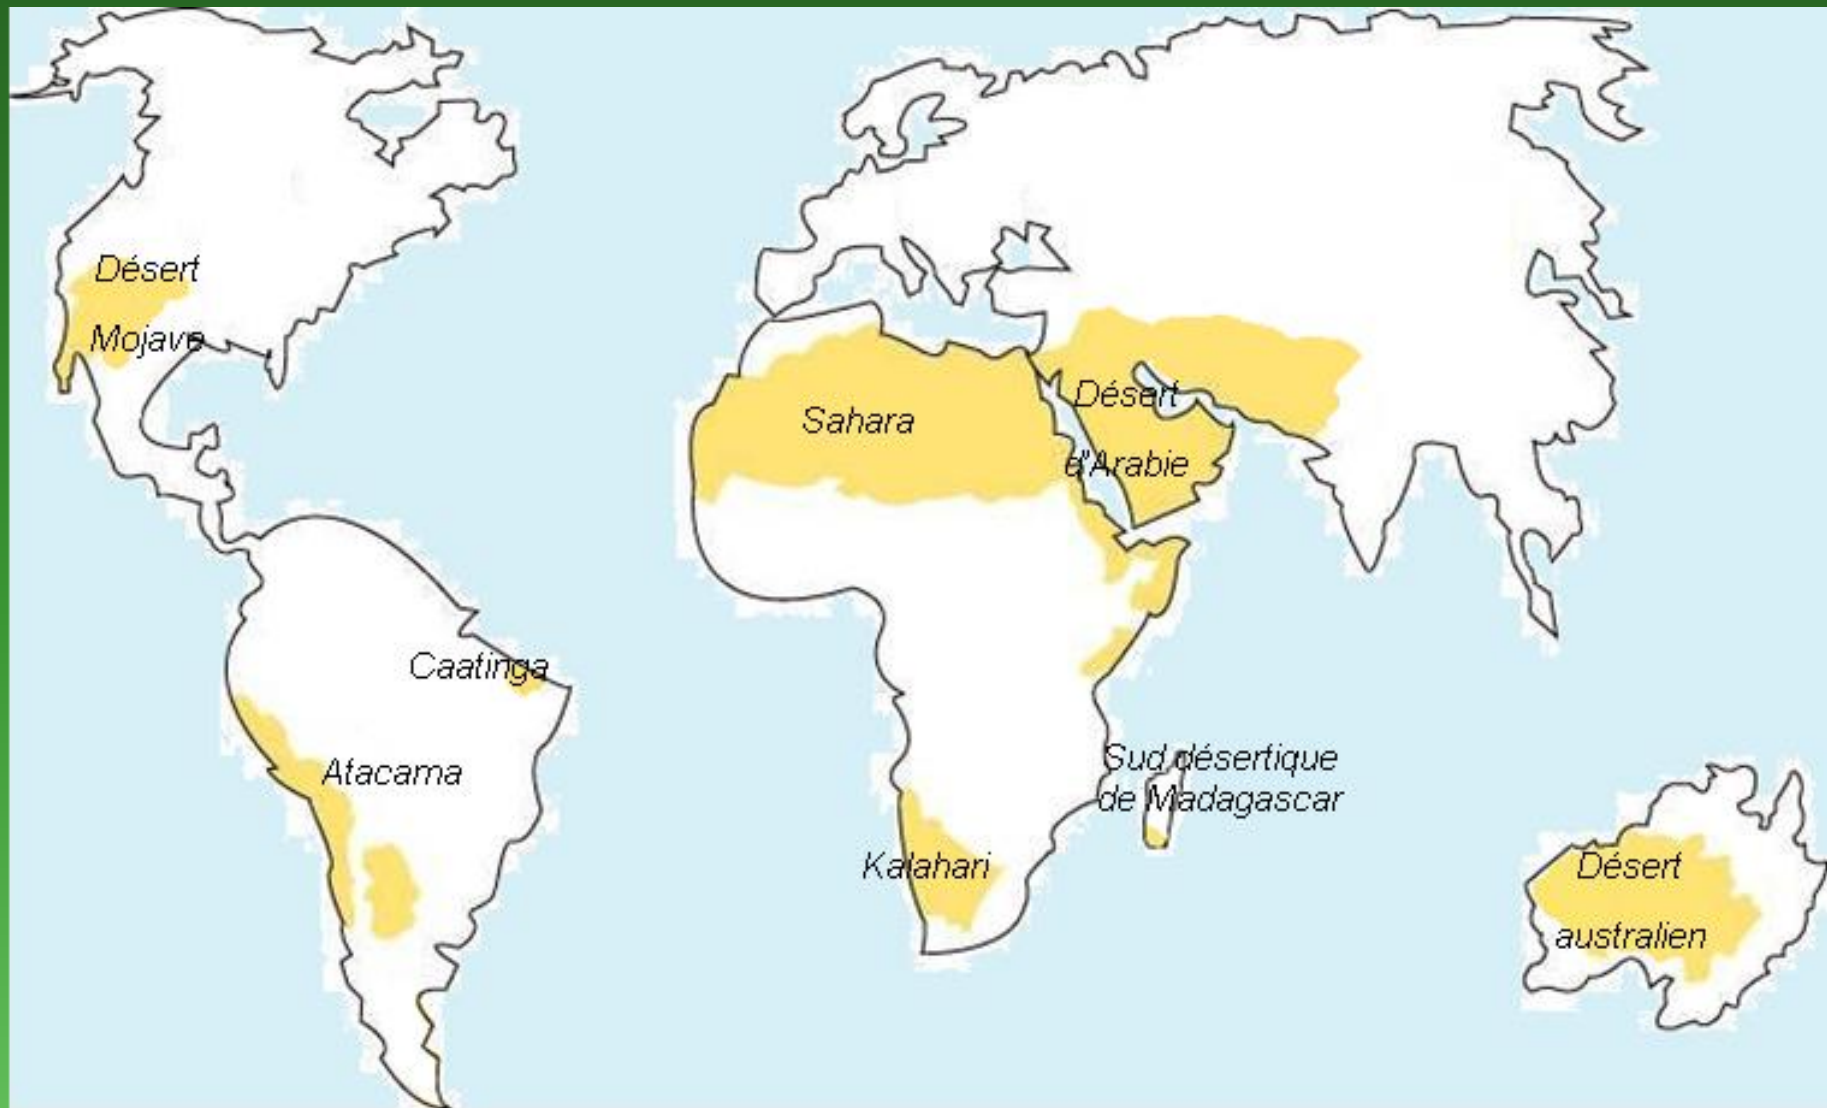 Désert
Mojave
Sahara
Désert
d'Arabie
Caatinga
Atacama
Sud désertique
de Madagascar
Kalahari
Désert
australien